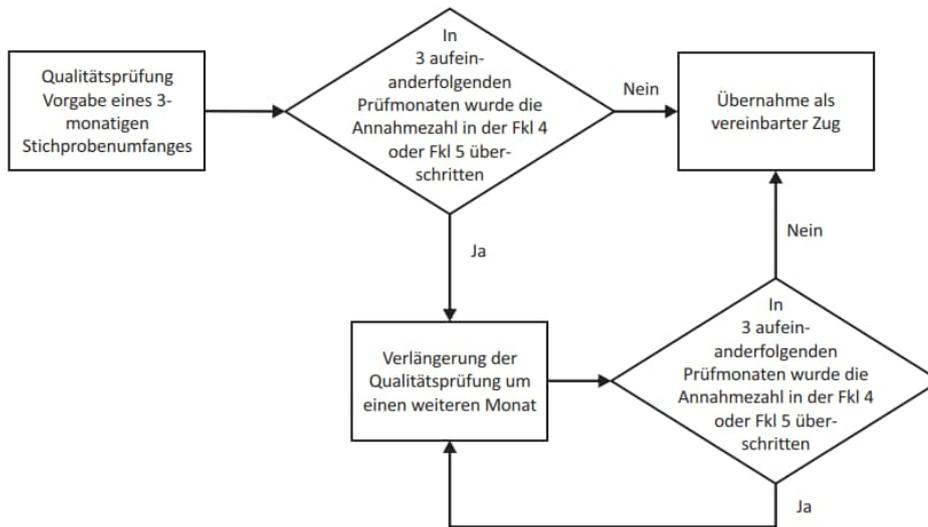 Qualitätsprüfung
Vorgabe eines 3-
monatigen
Stichprobenumfanges
In
3 aufein-
anderfolgenden
Prüfmonaten wurde die
Annahmezahl in der Fkl 4
oder Fkl 5 über-
schritten
Nein
Übernahme als
vereinbarter Zug
Ja
Nein
Verlängerung der
Qualitätsprüfung um
einen weiteren Monat
In
3 aufein-
anderfolgenden
Prüfmonaten wurde die
Annahmezahl in der Fkl 4
oder Fkl 5 über-
schritten
Ja